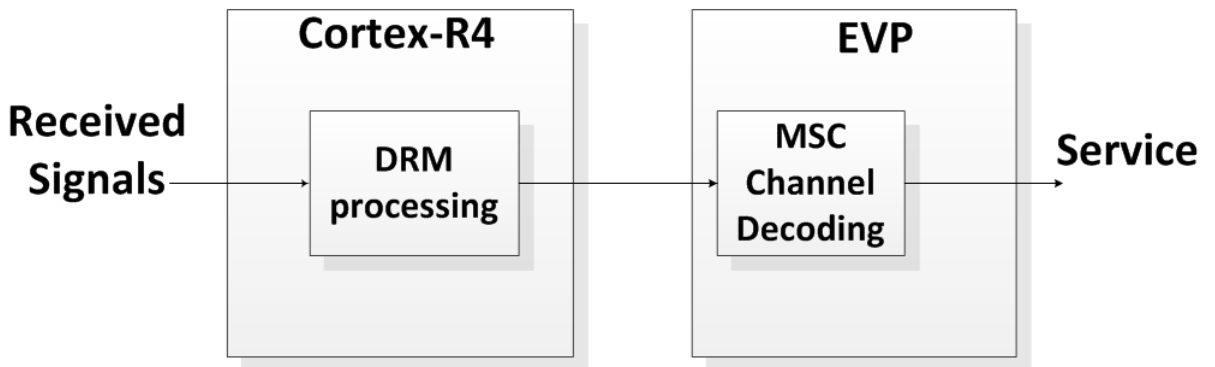 Cortex-R4
EVP
Received
Signals
DRM
processing
MSC
Channel
Decoding
Service